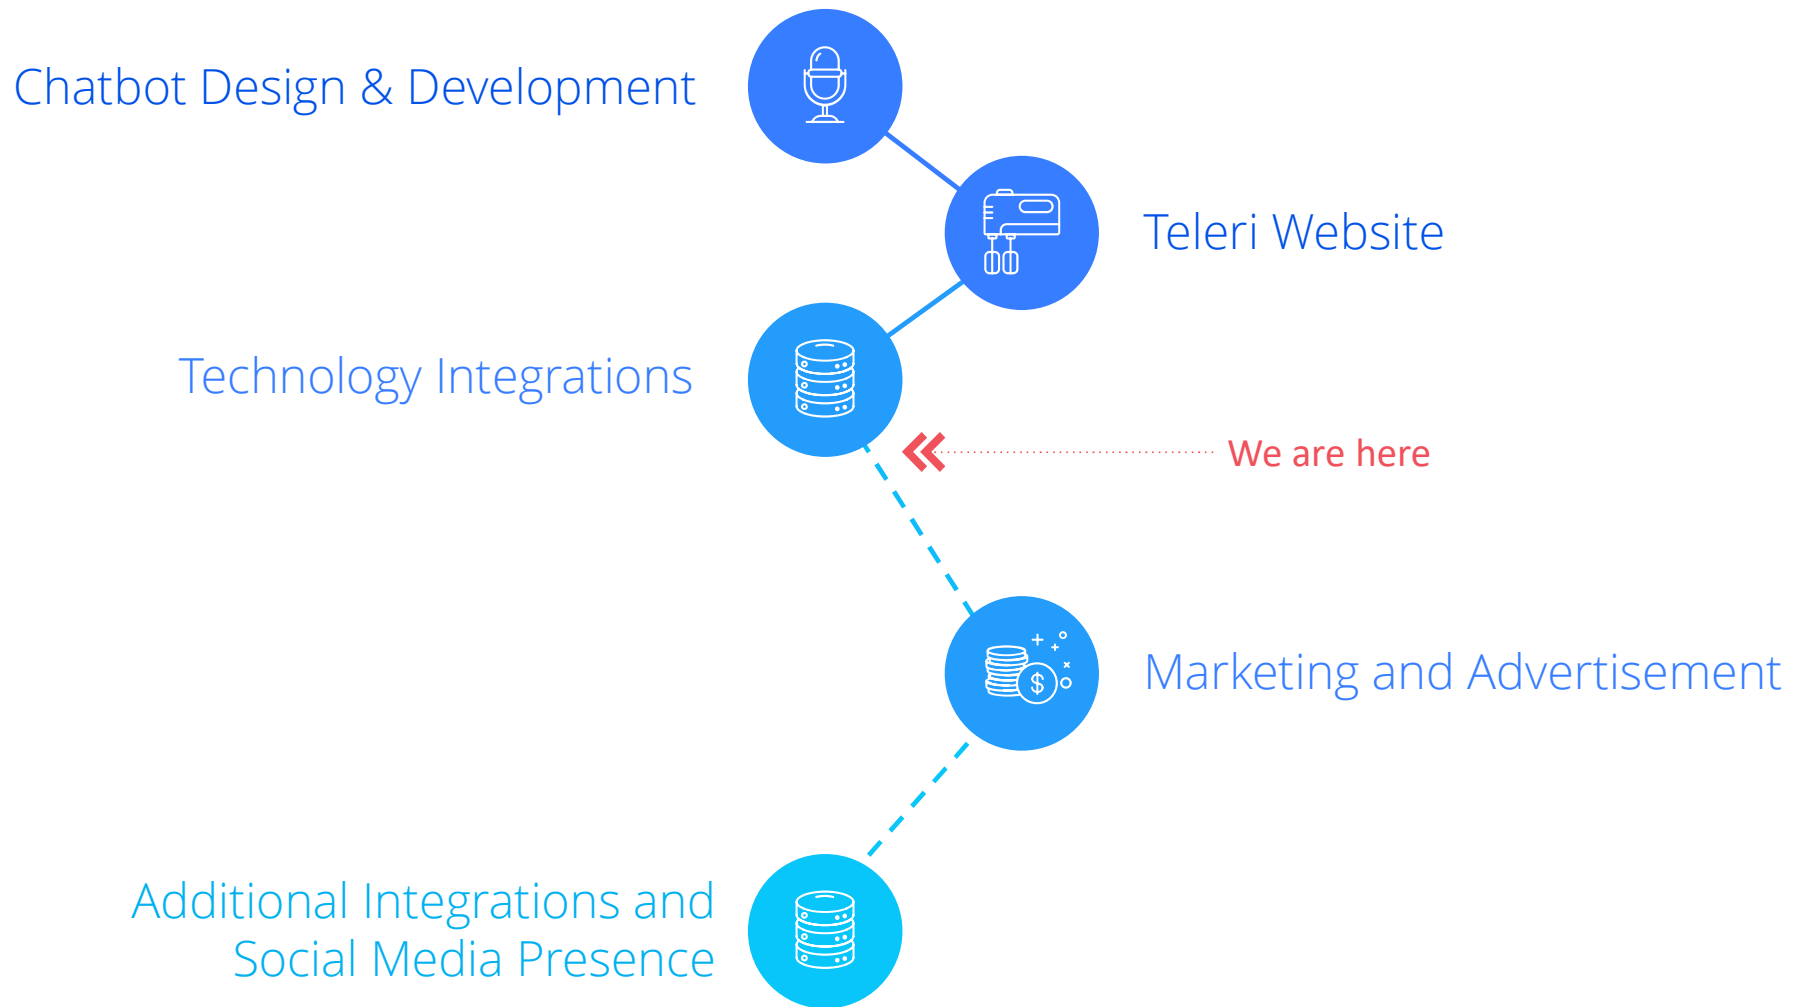 Chatbot Design & Development
Teleri Website
Technology Integrations
We are here
$
Marketing and Advertisement
Additional Integrations and
Social Media Presence